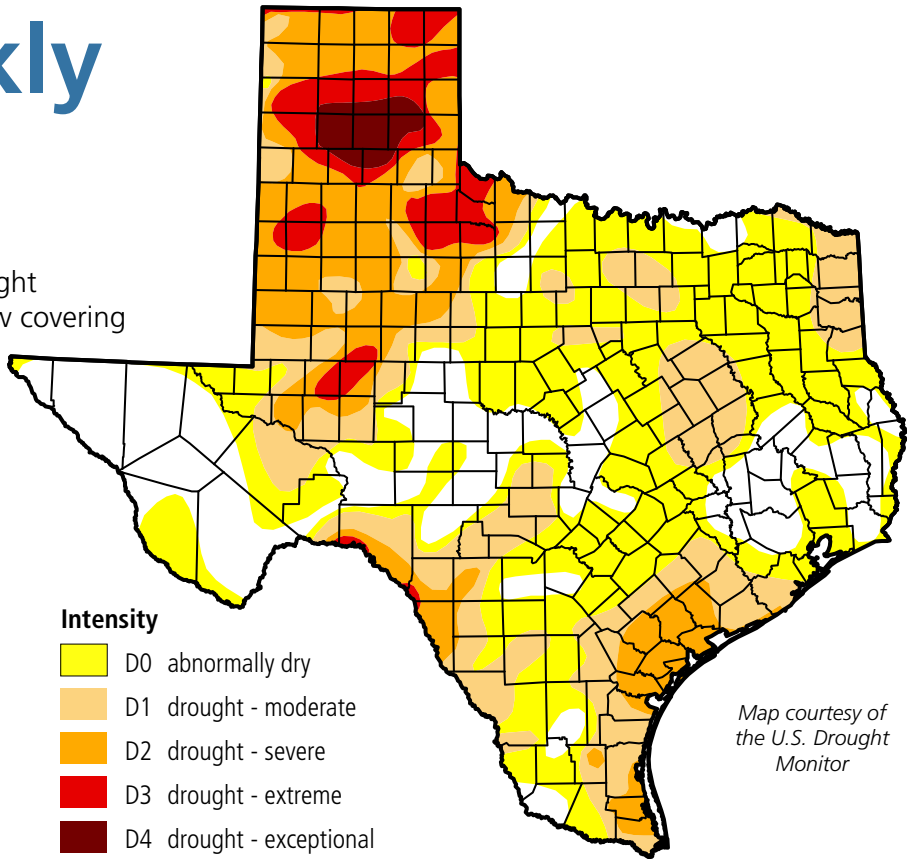 kly
ght
w covering
Intensity
D0 abnormally dry
D1 drought - moderate
D2 drought - severe
D3 drought - extreme
D4 drought - exceptional
Map courtesy of
the U.S. Drought
Monitor